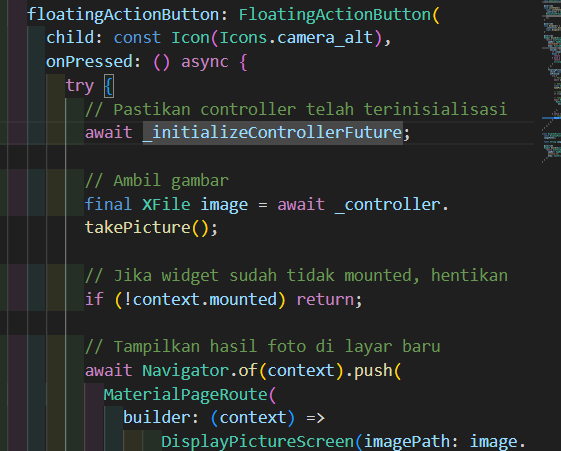 floatingActionButton: FloatingActionButton(
child: const Icon(Icons.camera_alt),
onPressed: () async {
try {
// Pastikan controller telah terinisialisasi
await _initializeControllerFuture;
// Ambil gambar
final XFile image = await _controller.
takePicture();
// Jika widget sudah tidak mounted, hentikan
if (!context.mounted) return;
// Tampilkan hasil foto di layar baru
await Navigator.of(context).push(
MaterialPageRoute(
builder: (context) =>
DisplayPictureScreen(imagePath: image.